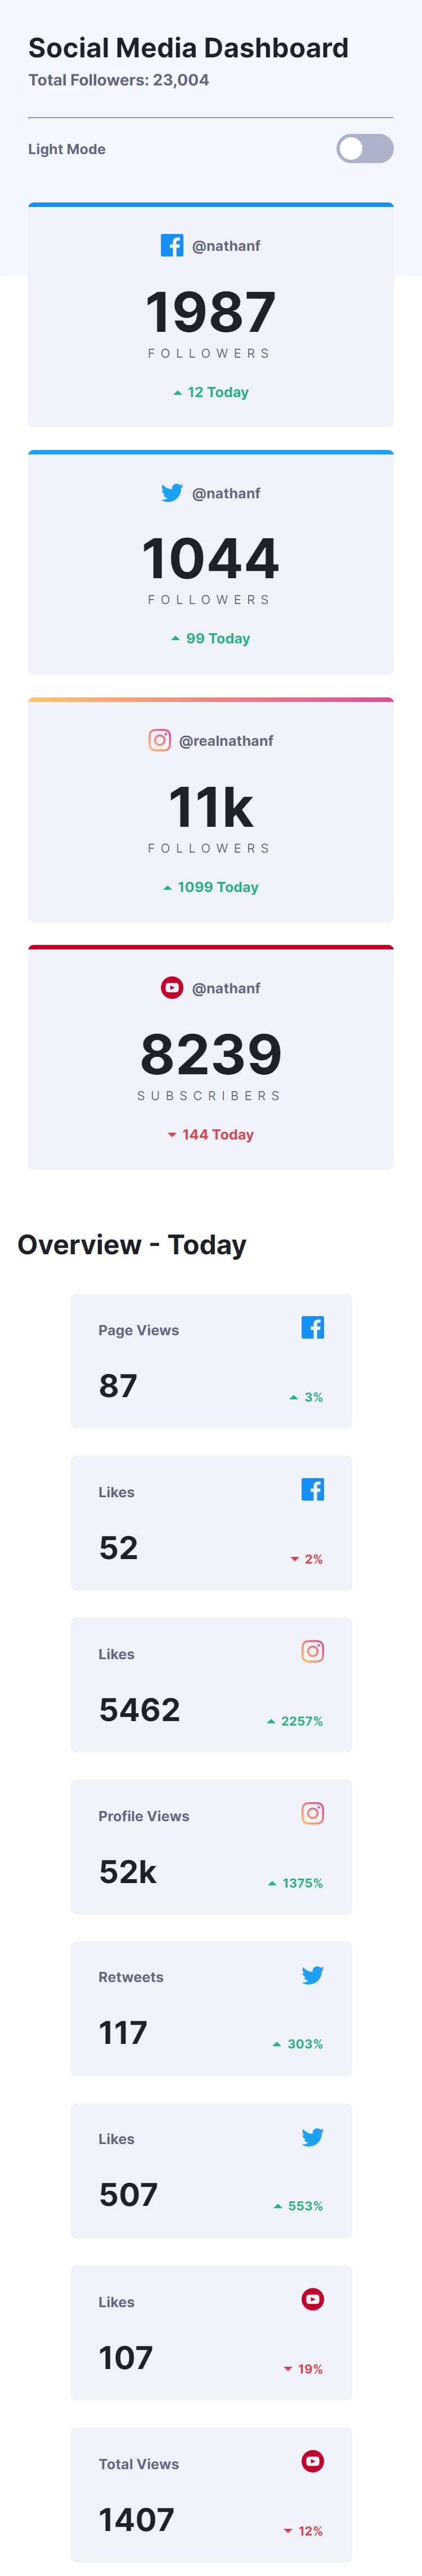 Social Media Dashboard
Total Followers: 23,004
Light Mode
@nathanf
1987
FOLLOWERS
12 Today
@nathanf
1044
FOLLOWERS
99 Today
@realnathanf
11k
FOLLOWERS
1099 Today
@nathanf
8239
SUBSCRIBERS
144 Today
Overview - Today
Page Views
87
3%
Likes
52
2%
Likes
5462
2257%
Profile Views
52k
1375%
Retweets
117
303%
Likes
507
553%
Likes
107
19%
Total Views
1407
12%